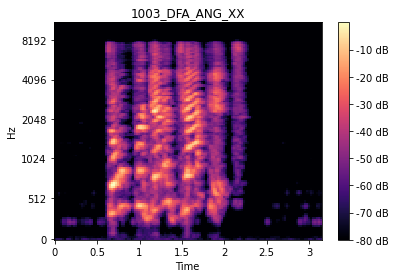 1003_DFA_ANG_XX
8192
4096
2048
1024
512
0
Hz
0
0.5
1
1.5
2
2.5
3
Time
-10 dB
-20 dB
-30 dB
-40 dB
-50 dB
-60 dB
-70 dB
-80 dB